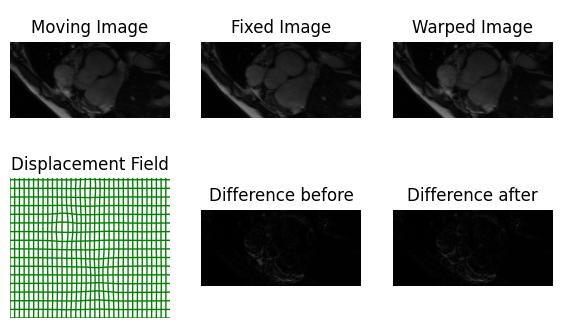 Moving Image
Fixed Image
Warped Image
Displacement Field
Difference before
Difference after